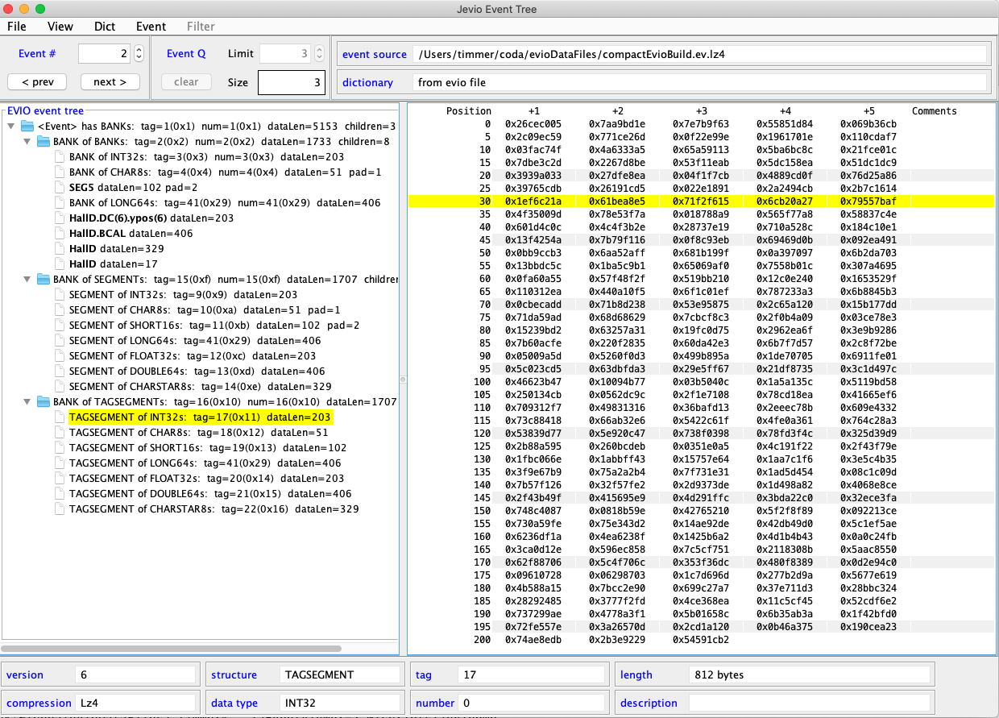 Jevio Event Tree
File View Dict Event Filter
Event # 2 Event Q Limit 3 event source /Users/timmer/coda/evioDataFiles/compactEvioBuild.ev.lz4
< prev next > clear Size 3 dictionary from evio file
EVIO event tree
<Event> has BANKs: tag=1(0x1) num=1(0x1) dataLen=5153 children=3
BANK of BANKs: tag=2(0x2) num=2(0x2) dataLen=1733 children=8
BANK of INT32s: tag=3(0x3) num=3(0x3) dataLen=203
BANK of CHAR8s: tag=4(0x4) num=4(0x4) dataLen=51 pad=1
SEG5 dataLen=102 pad=2
BANK of LONG64s: tag=41(0x29) num=41(0x29) dataLen=406
HallD.DC(6).ypos(6) dataLen=203
HallD.BCAL dataLen=406
HallD dataLen=329
HallD dataLen=17
BANK of SEGMENTs: tag=15(0xf) num=15(0xf) dataLen=1707 childrer
SEGMENT of INT32s: tag=9(0x9) dataLen=203
SEGMENT of CHAR8s: tag=10(0xa) dataLen=51 pad=1
SEGMENT of SHORT16s: tag=11(0xb) dataLen=102 pad=2
SEGMENT of LONG64s: tag=41(0x29) dataLen=406
SEGMENT of FLOAT32s: tag=12(0xc) dataLen=203
SEGMENT of DOUBLE64s: tag=13(0xd) dataLen=406
SEGMENT of CHARSTAR8s: tag=14(0xe) dataLen=329
BANK of TAGSEGMENTs: tag=16(0x10) num=16(0x10) dataLen=1707
TAGSEGMENT of INT32s: tag=17(0x11) dataLen=203
TAGSEGMENT of CHAR8s: tag=18(0x12) dataLen=51
TAGSEGMENT of SHORT16s: tag=19(0x13) dataLen=102
TAGSEGMENT of LONG64s: tag=41(0x29) dataLen=406
TAGSEGMENT of FLOAT32s: tag=20(0x14) dataLen=203
TAGSEGMENT of DOUBLE64s: tag=21(0x15) dataLen=406
TAGSEGMENT of CHARSTAR8s: tag=22(0x16) dataLen=329
Position +1 +2 +3 +4 +5 Comments
0 0x26cec005 0x7aa9bd1e 0x7e7b9f63 0x55851d84 0x069b36cb
5 0x2c09ec59 0x771ce26d 0x0f22e99e 0x1961701e 0x110cdaf7
10 0x03fac74f 0x4a6333a5 0x65a59113 0x5ba6bc8c 0x21fce01c
15 0x7dbe3c2d 0x2267d8be 0x53f11eab 0x5dc158ea 0x51dc1dc9
20 0x3939a033 0x27dfe8ea 0x04f1f7cb 0x4889cd0f 0x76d25a86
25 0x39765cdb 0x26191cd5 0x022e1891 0x2a2494cb 0x2b7c1614
30 0x1ef6c21a 0x61bea8e5 0x71f2f615 0x6cb20a27 0x79557baf
35 0x4f35009d 0x78e53f7a 0x018788a9 0x565f77a8 0x58837c4e
40 0x601d4c0c 0x4c4f3b2e 0x28737e19 0x710a528c 0x184c10e1
45 0x13f4254a 0x7b79f116 0x0f8c93eb 0x69469d0b 0x092ea491
50 0x0bb9ccb3 0x6aa52aff 0x681b199f 0x0a397097 0x6b2da703
55 0x13bbdc5c 0x1ba5c9b1 0x65069af0 0x7558b01c 0x307a4695
60 0x0fa60a55 0x57f48f2f 0x519bb210 0x12c0e240 0x1653529f
65 0x110312ea 0x440a10f5 0x6f1c01ef 0x787233a3 0x6b8845b3
70 0x0cbecadd 0x71b8d238 0x53e95875 0x2c65a120 0x15b177dd
75 0x71da59ad 0x68d68629 0x7cbcf8c3 0x2f0b4a09 0x03ce78e3
80 0x15239bd2 0x63257a31 0x19fc0d75 0x2962ea6f 0x3e9b9286
85 0x7b60acfe 0x220f2835 0x60da42e3 0x6b7f7d57 0x2c8f72be
90 0x05009a5d 0x5260f0d3 0x499b895a 0x1de70705 0x6911fe01
95 0x5c023cd5 0x63dbfda3 0x29e5ff67 0x21df8735 0x3c1d497c
100 0x46623b47 0x10094b77 0x03b5040c 0x1a5a135c 0x5119bd58
105 0x250134cb 0x0562dc9c 0x2f1e7108 0x78cd18ea 0x41665ef6
110 0x709312f7 0x49831316 0x36bafd13 0x2eeec78b 0x609e4332
115 0x73c88418 0x66ab32e6 0x5422c61f 0x4fe0a361 0x764c28a3
120 0x53839d77 0x5e920c47 0x738f0398 0x78fd3f4c 0x325d39d9
125 0x2b88a595 0x260bcdeb 0x0351e0a5 0x4c191f22 0x2f43f79e
130 0x1fbc066e 0x1abbff43 0x15757e64 0x1aa7c1f6 0x3e5c4b35
135 0x3f9e67b9 0x75a2a2b4 0x7f731e31 0x1ad5d454 0x08c1c09d
140 0x7b57f126 0x32f57fe2 0x2d9373de 0x1d498a82 0x4068e8ce
145 0x2f43b49f 0x415695e9 0x4d291ffc 0x3bda22c0 0x32ece3fa
150 0x748c4087 0x0818b59e 0x42765210 0x5f2f8f89 0x092213ce
155 0x730a59fe 0x75e343d2 0x14ae92de 0x42db49d0 0x5c1ef5ae
160 0x6236df1a 0x4ea6238f 0x1425b6a2 0x4d1b4b43 0x0a0c24fb
165 0x3ca0d12e 0x596ec858 0x7c5cf751 0x2118308b 0x5aac8550
170 0x62f88706 0x5c4f706c 0x353f36dc 0x480f8389 0x0d2e94c0
175 0x09610728 0x06298703 0x1c7d696d 0x277b2d9a 0x5677e619
180 0x4b588a15 0x7bcc2e90 0x699c27a7 0x37e711d3 0x28bbc324
185 0x28292485 0x3777f2fd 0x4ce368ea 0x11c5cf45 0x52cdf6e2
190 0x737299ae 0x4778a3f1 0x5b01658c 0x6b35ab3a 0x1f42bfd0
195 0x72fe557e 0x3a26570d 0x2cd1a120 0x0b46a375 0x190cea23
200 0x74ae8edb 0x2b3e9229 0x54591cb2
version 6 structure TAGSEGMENT tag 17 length 812 bytes
compression Lz4 data type INT32 number 0 description